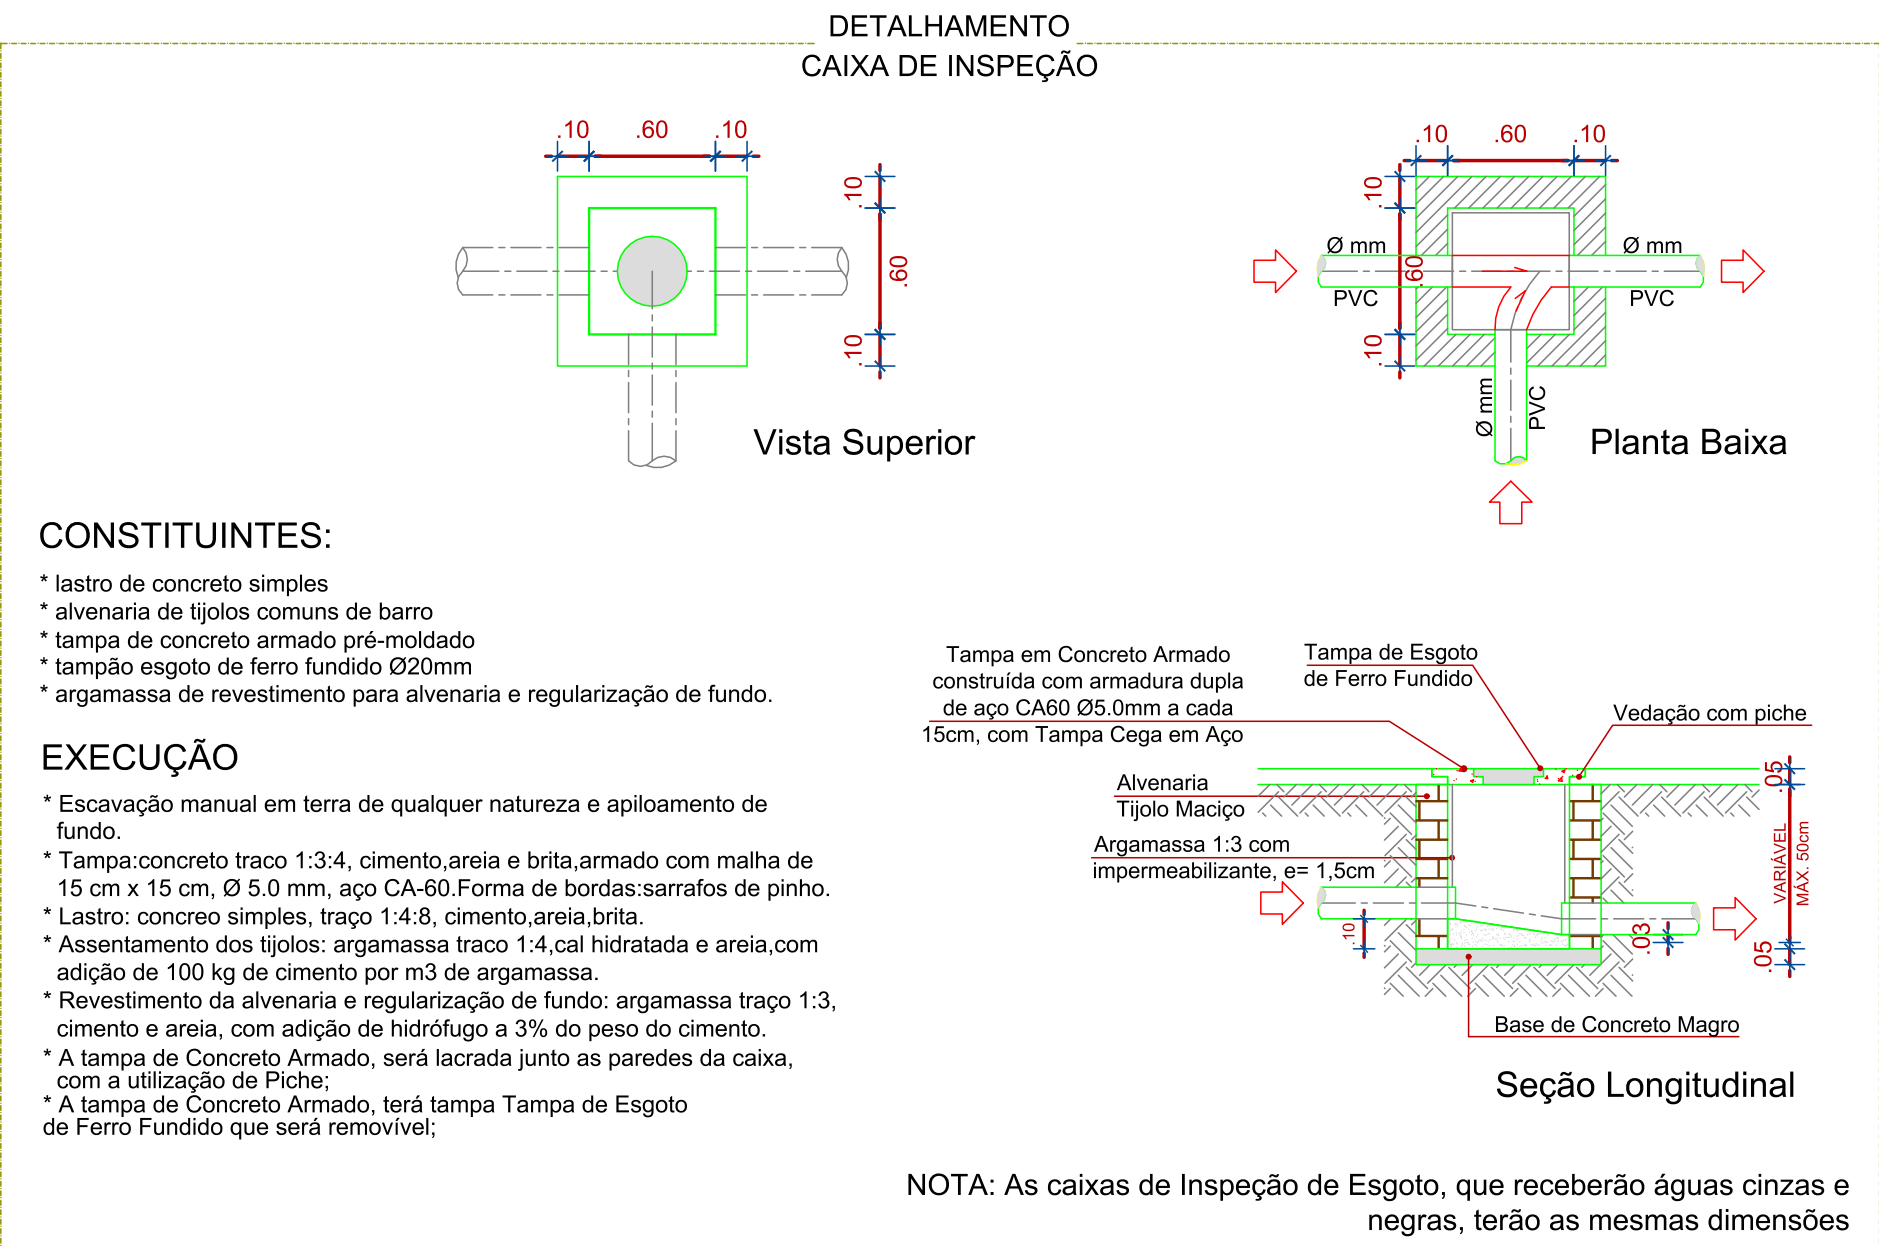 DETALHAMENTO
CAIXA DE INSPEÇÃO
.10 .60 .10
.10
.60
.10
Vista Superior
.10 .60 .10
.10
.60
.10
Ø mm
PVC
Ø mm
PVC
Ø mm
PVC
Planta Baixa
CONSTITUINTES:
* lastro de concreto simples
* alvenaria de tijolos comuns de barro
* tampa de concreto armado pré-moldado
* tampão esgoto de ferro fundido Ø20mm
* argamassa de revestimento para alvenaria e regularização de fundo.
EXECUÇÃO
* Escavação manual em terra de qualquer natureza e apiloamento de
fundo.
* Tampa:concreto traco 1:3:4, cimento,areia e brita,armado com malha de
15 cm x 15 cm, Ø 5.0 mm, aço CA-60.Forma de bordas:sarrafos de pinho.
* Lastro: concreo simples, traço 1:4:8, cimento,areia,brita.
* Assentamento dos tijolos: argamassa traco 1:4,cal hidratada e areia,com
adição de 100 kg de cimento por m3 de argamassa.
* Revestimento da alvenaria e regularização de fundo: argamassa traço 1:3,
cimento e areia, com adição de hidrófugo a 3% do peso do cimento.
* A tampa de Concreto Armado, será lacrada junto as paredes da caixa,
com a utilização de Piche;
* A tampa de Concreto Armado, terá tampa Tampa de Esgoto
de Ferro Fundido que será removível;
Tampa em Concreto Armado
construída com armadura dupla
de aço CA60 Ø5.0mm a cada
15cm, com Tampa Cega em Aço
Tampa de Esgoto
de Ferro Fundido
Vedação com piche
Alvenaria
Tijolo Maciço
Argamassa 1:3 com
impermeabilizante, e= 1,5cm
.05
VARIÁVEL
MÁX. 50cm
.05
.10
.03
Base de Concreto Magro
Seção Longitudinal
NOTA: As caixas de Inspeção de Esgoto, que receberão águas cinzas e
negras, terão as mesmas dimensões